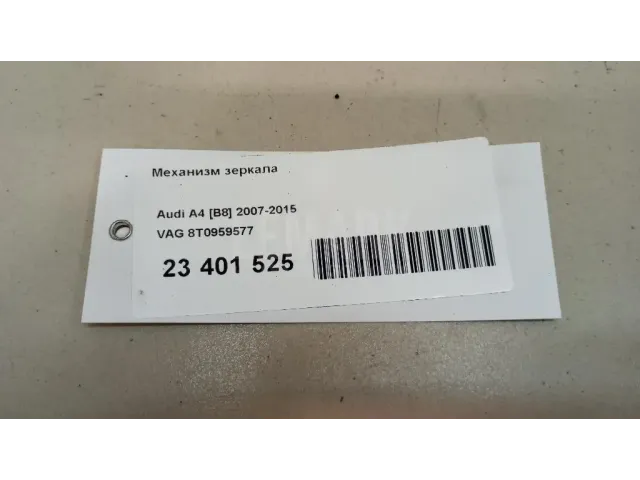 Механизм зеркала
Audi A4 [B8] 2007-2015
VAG 8T0959577
23 401 525